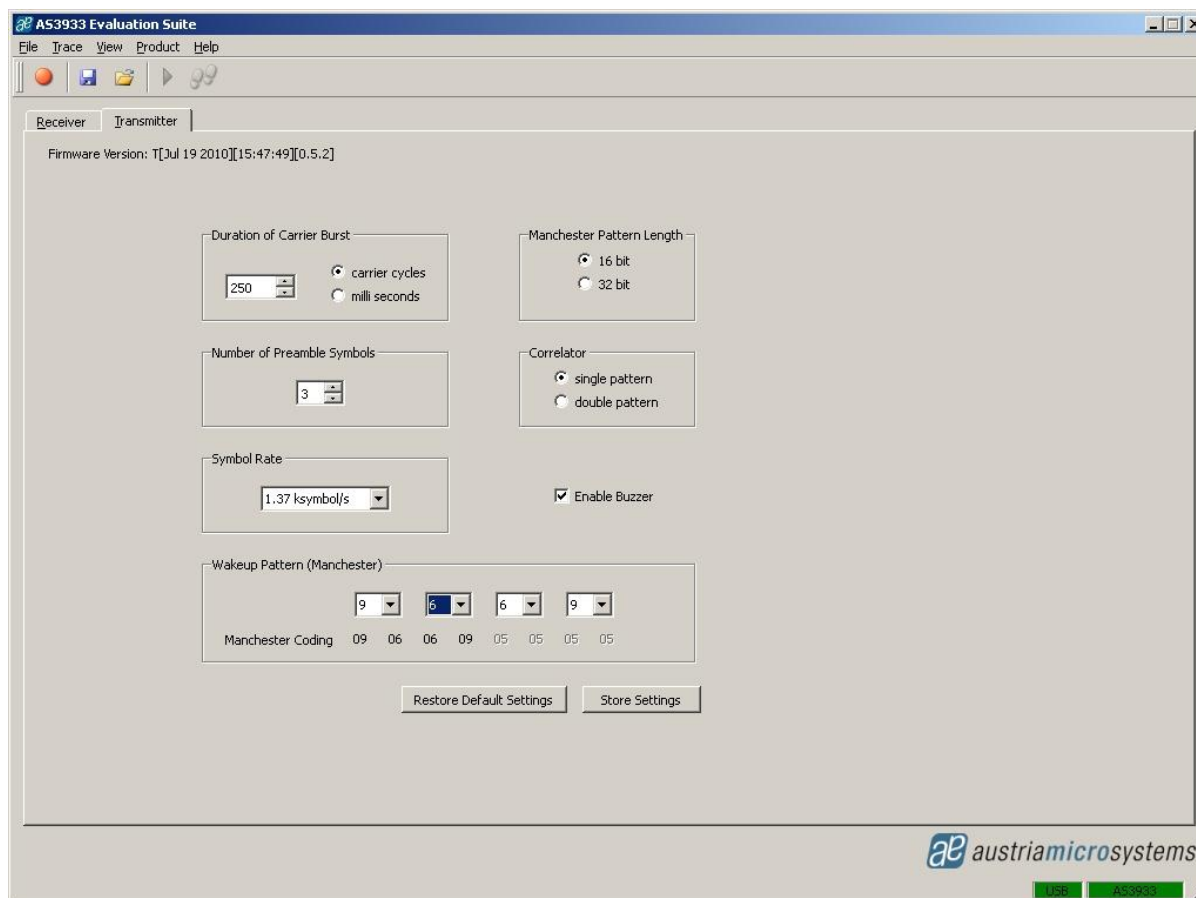 AS3933 Evaluation Suite
File Trace View Product Help
Receiver Transmitter
Firmware Version: T[Jul 19 2010][15:47:49][0.5.2]
Duration of Carrier Burst
250
carrier cycles
milli seconds
Manchester Pattern Length
16 bit
32 bit
Number of Preamble Symbols
3
Correlator
single pattern
double pattern
Symbol Rate
1.37 ksymbol/s
Enable Buzzer
Wakeup Pattern (Manchester)
9 6 6 9
Manchester Coding 09 06 06 09 05 05 05 05
Restore Default Settings Store Settings
ae austriamicrosystems
USB AS3933